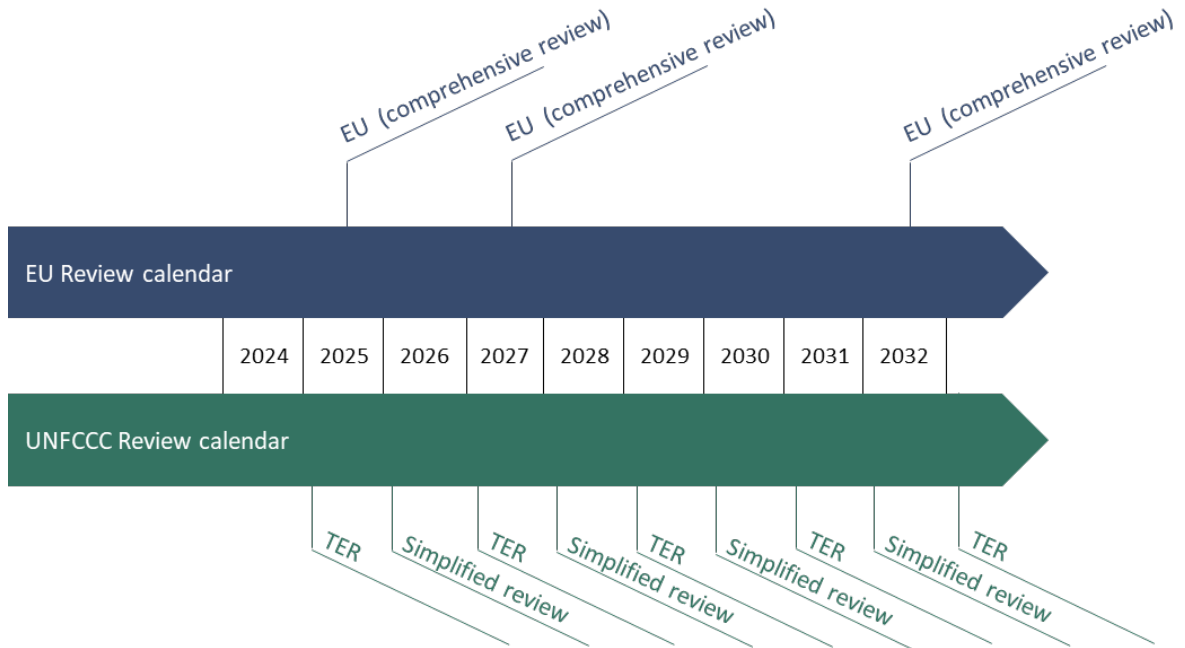 EU (comprehensive review)
EU (comprehensive review)
EU (comprehensive review)
EU Review calendar
2024 2025 2026 2027 2028 2029 2030 2031 2032
UNFCCC Review calendar
TER
Simplified review
TER
Simplified review
TER
Simplified review
TER
Simplified review
TER